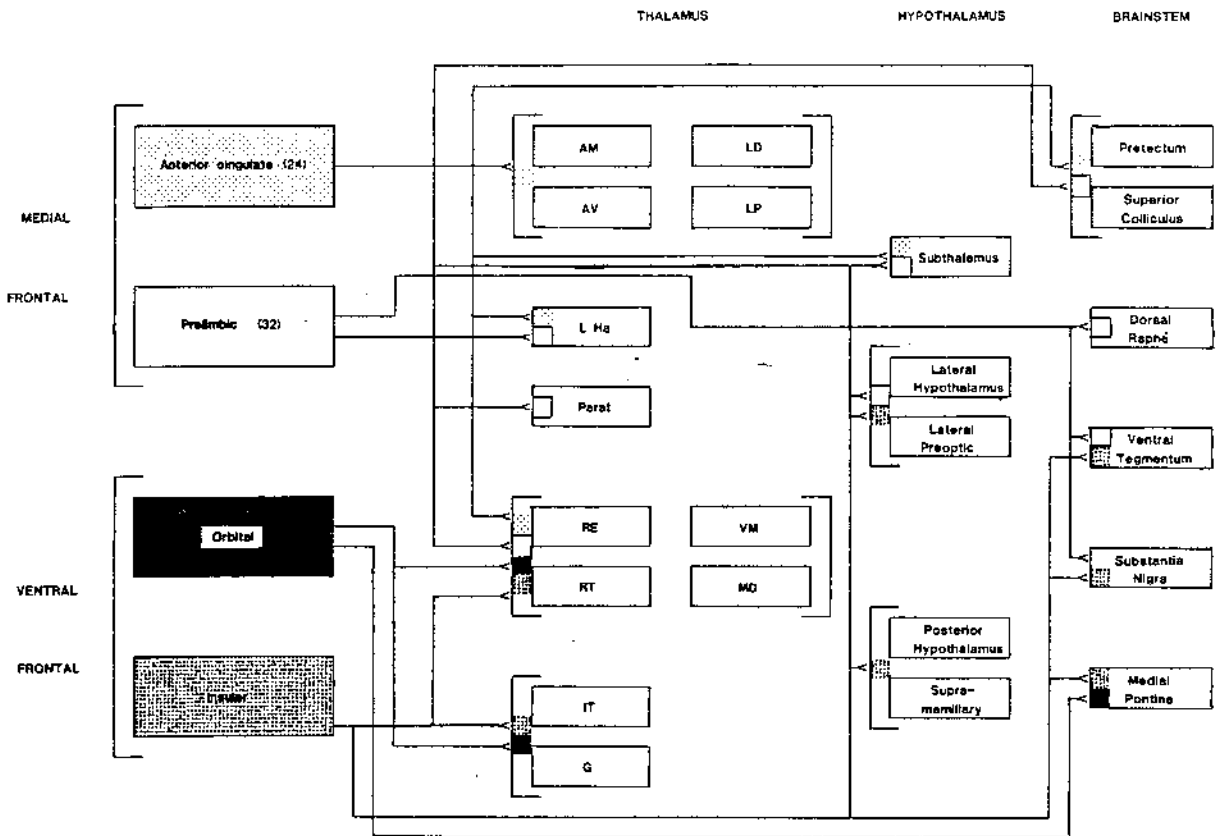 THALAMUS
HYPOTHALAMUS
BRAINSTEM
MEDIAL
FRONTAL
Anterior cingulate (24)
Prelimbic (32)
AM
LD
AV
LP
Pretectum
Superior
Colliculus
Subthalamus
L Ha
Dorsal
Raphé
Lateral
Hypothalamus
Lateral
Preoptic
Parat
Ventral
Tegmentum
VENTRAL
FRONTAL
Orbital
Insular
RE
VM
RT
MD
Substantia
Nigra
Posterior
Hypothalamus
Supra-
mamillary
Medial
Pontine
IT
G